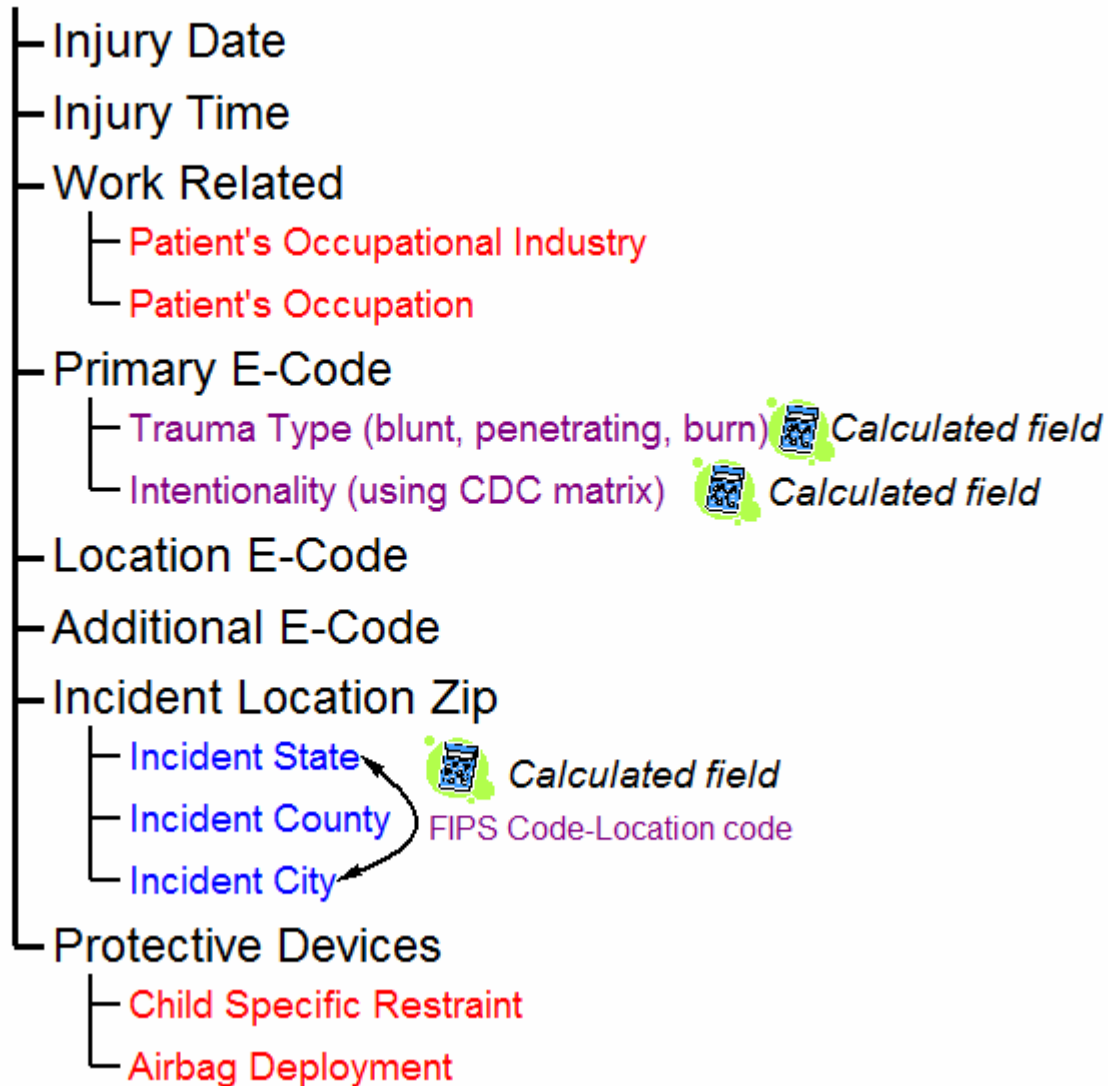 Injury Date
Injury Time
Work Related
Patient's Occupational Industry
Patient's Occupation
Primary E-Code
Trauma Type (blunt, penetrating, burn) Calculated field
Intentionality (using CDC matrix) Calculated field
Location E-Code
Additional E-Code
Incident Location Zip
Incident State Calculated field
Incident County FIPS Code-Location code
Incident City
Protective Devices
Child Specific Restraint
Airbag Deployment